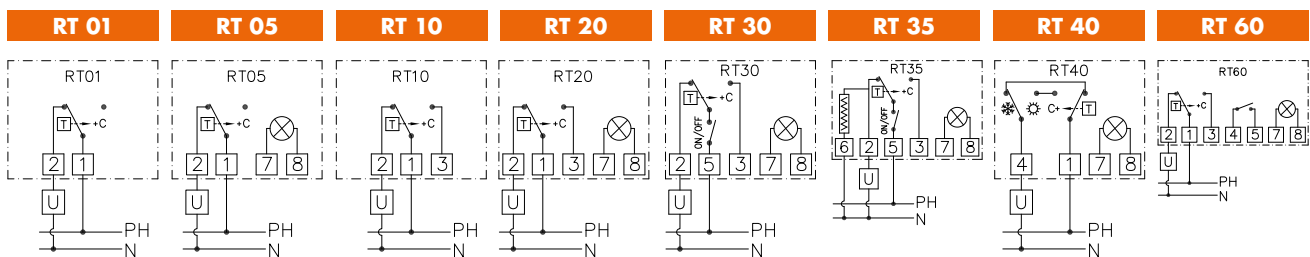 RT 01
RT01
T +C
2 1
U
PH
N
RT 05
RT05
T +C
2 1 7 8
U
PH
N
RT 10
RT10
T +C
2 1 3
U
PH
N
RT 20
RT20
T +C
2 1 3 7 8
U
PH
N
RT 30
RT30
T +C
ON/OFF
2 5 3 7 8
U
PH
N
RT 35
RT35
T +C
ON/OFF
6 2 5 3 7 8
U
PH
N
RT 40
RT40
C+ T
4 1 7 8
U
PH
N
RT 60
RT60
T +C
2 1 3 4 5 7 8
U
PH
N